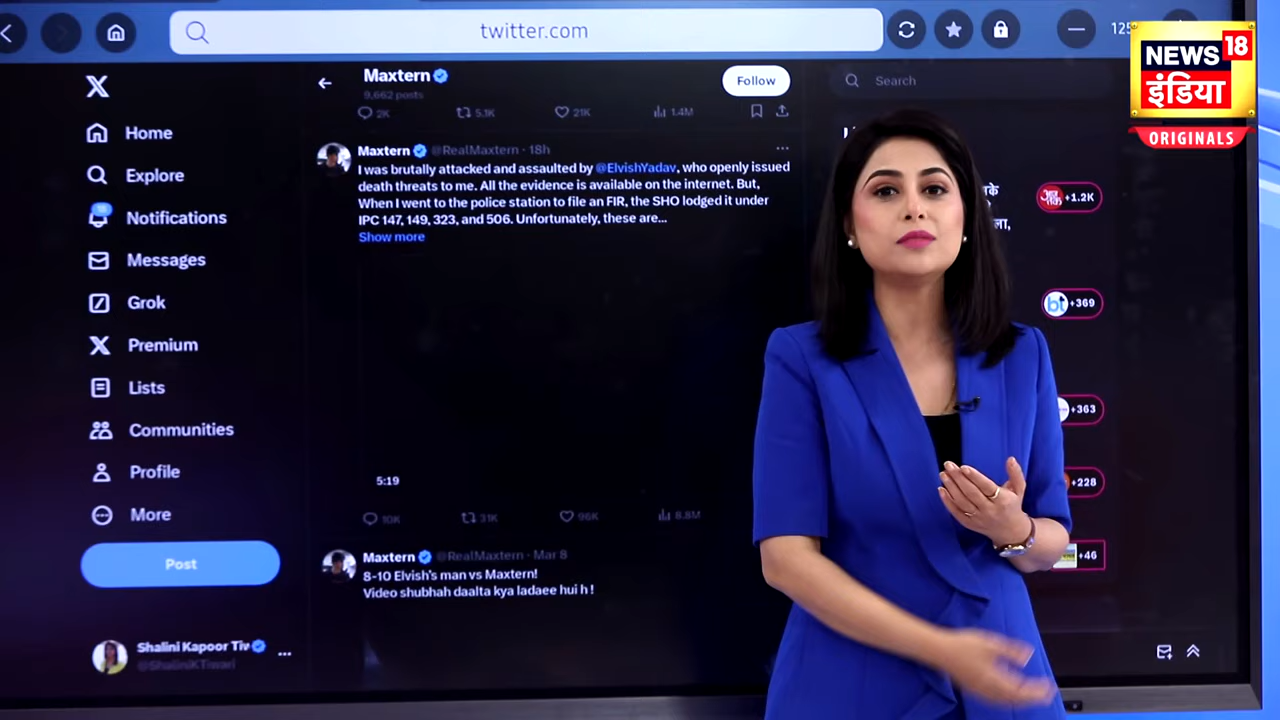 twitter.com
125
NEWS 18
इंडिया
ORIGINALS
Maxtern
9,662 posts
Follow
Search
2K 5.1K 21K 1.4M
Home
Explore
Notifications
Messages
Grok
Premium
Lists
Communities
Profile
More
Post
Shalini Kapoor Tiw
@ShaliniKTiwari
Maxtern @RealMaxtern · 18h
I was brutally attacked and assaulted by @ElvishYadav, who openly issued
death threats to me. All the evidence is available on the internet. But,
When I went to the police station to file an FIR, the SHO lodged it under
IPC 147, 149, 323, and 506. Unfortunately, these are...
Show more
5:19
10K 31K 96K 8.8M
Maxtern @RealMaxtern · Mar 8
8-10 Elvish's man vs Maxtern!
Video shubhah daalta kya ladaee hui h !
आज तक
+1.2K
bt +369
+363
+228
+46